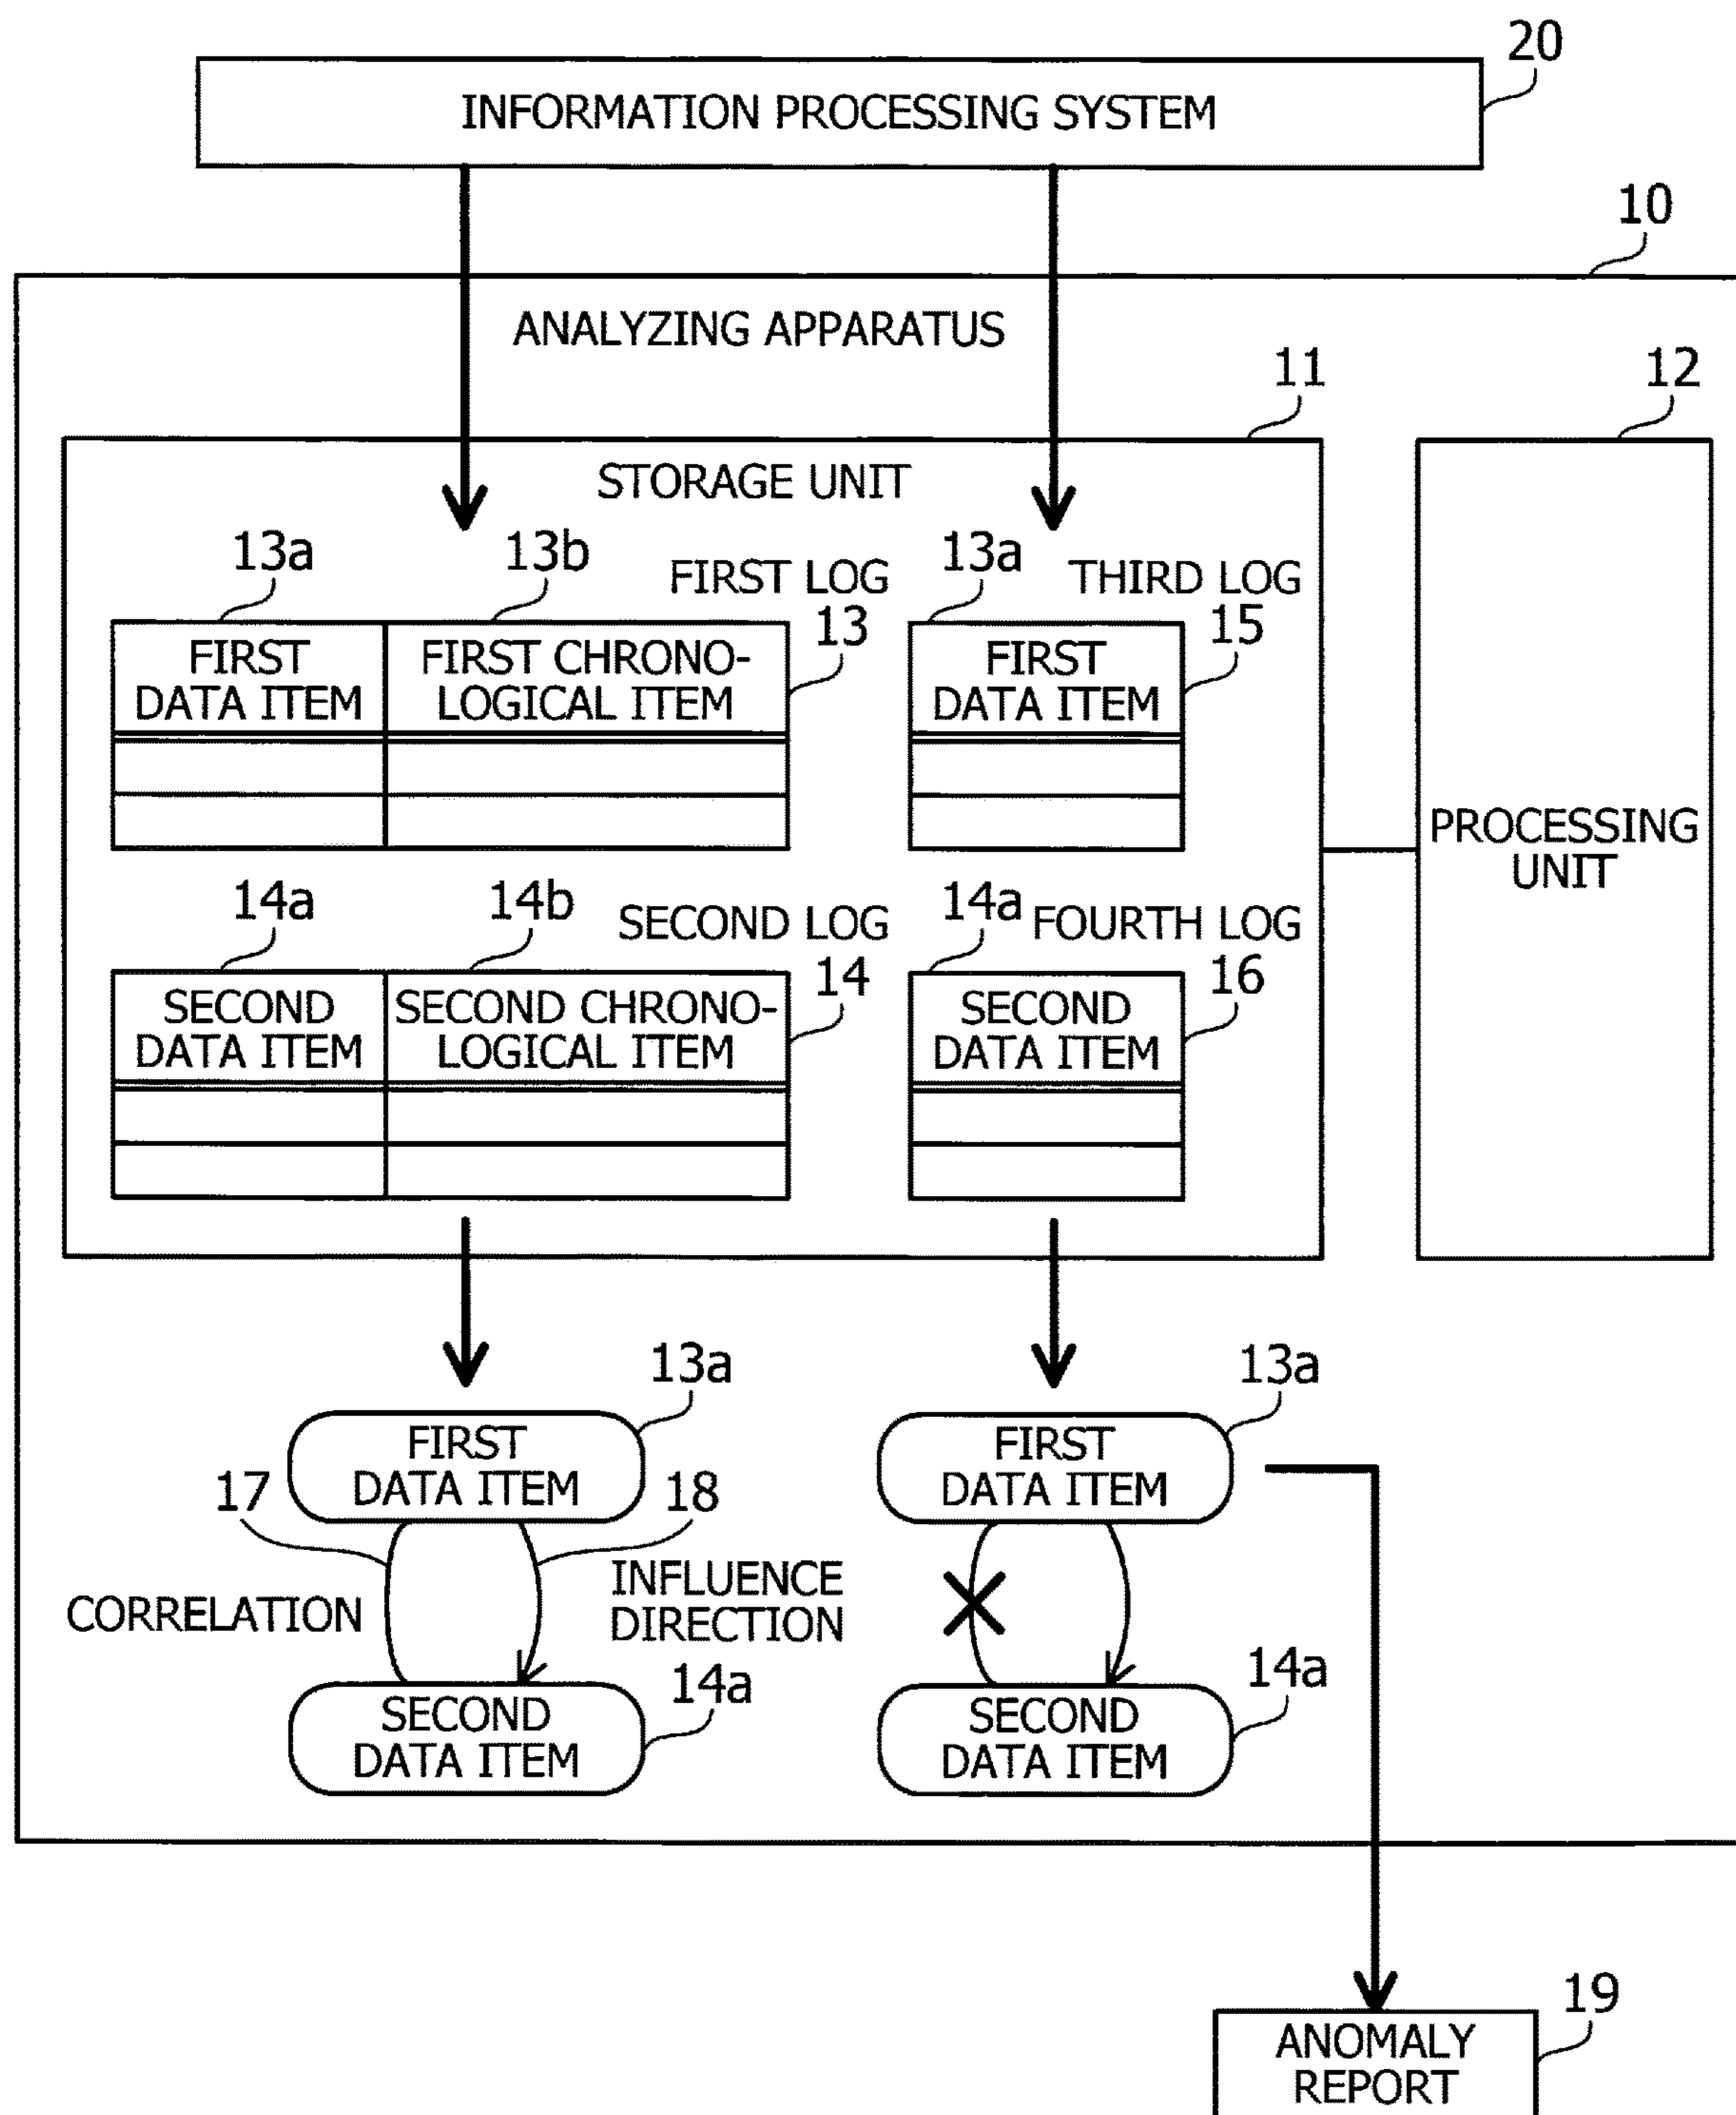 20
INFORMATION PROCESSING SYSTEM
10
ANALYZING APPARATUS
11
12
STORAGE UNIT
13a
13b
FIRST LOG
13
13a
THIRD LOG
15
FIRST
DATA ITEM
FIRST CHRONO-
LOGICAL ITEM
FIRST
DATA ITEM
PROCESSING
UNIT
14a
14b
SECOND LOG
14
14a
FOURTH LOG
16
SECOND
DATA ITEM
SECOND CHRONO-
LOGICAL ITEM
SECOND
DATA ITEM
13a
FIRST
DATA ITEM
17
18
CORRELATION
INFLUENCE
DIRECTION
14a
SECOND
DATA ITEM
13a
FIRST
DATA ITEM
14a
SECOND
DATA ITEM
19
ANOMALY
REPORT